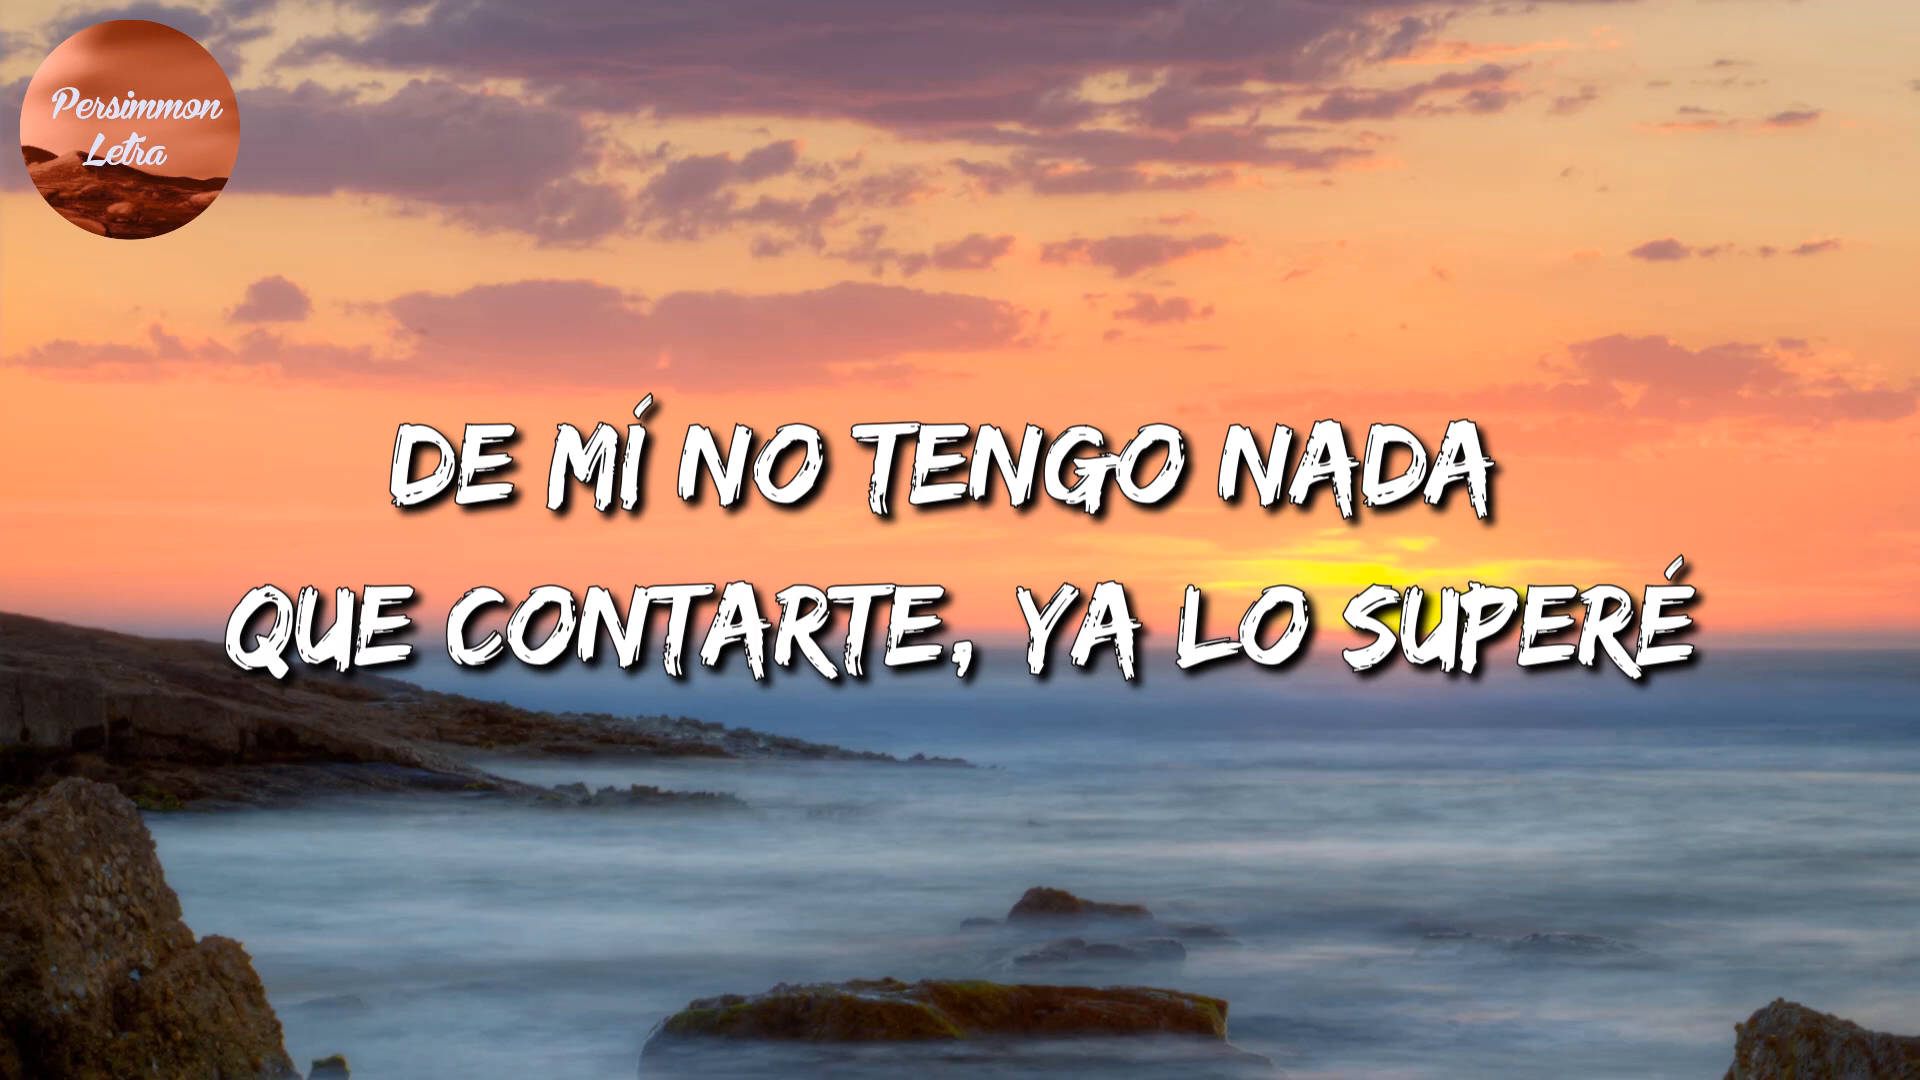 Persimmon
Letra
DE MÍ NO TENGO NADA
QUE CONTARTE, YA LO SUPERÉ